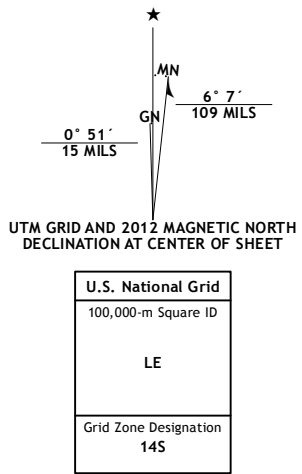 ★
MN
GN
6° 7´
109 MILS
0° 51´
15 MILS
UTM GRID AND 2012 MAGNETIC NORTH
DECLINATION AT CENTER OF SHEET
U.S. National Grid
100,000-m Square ID
LE
Grid Zone Designation
14S